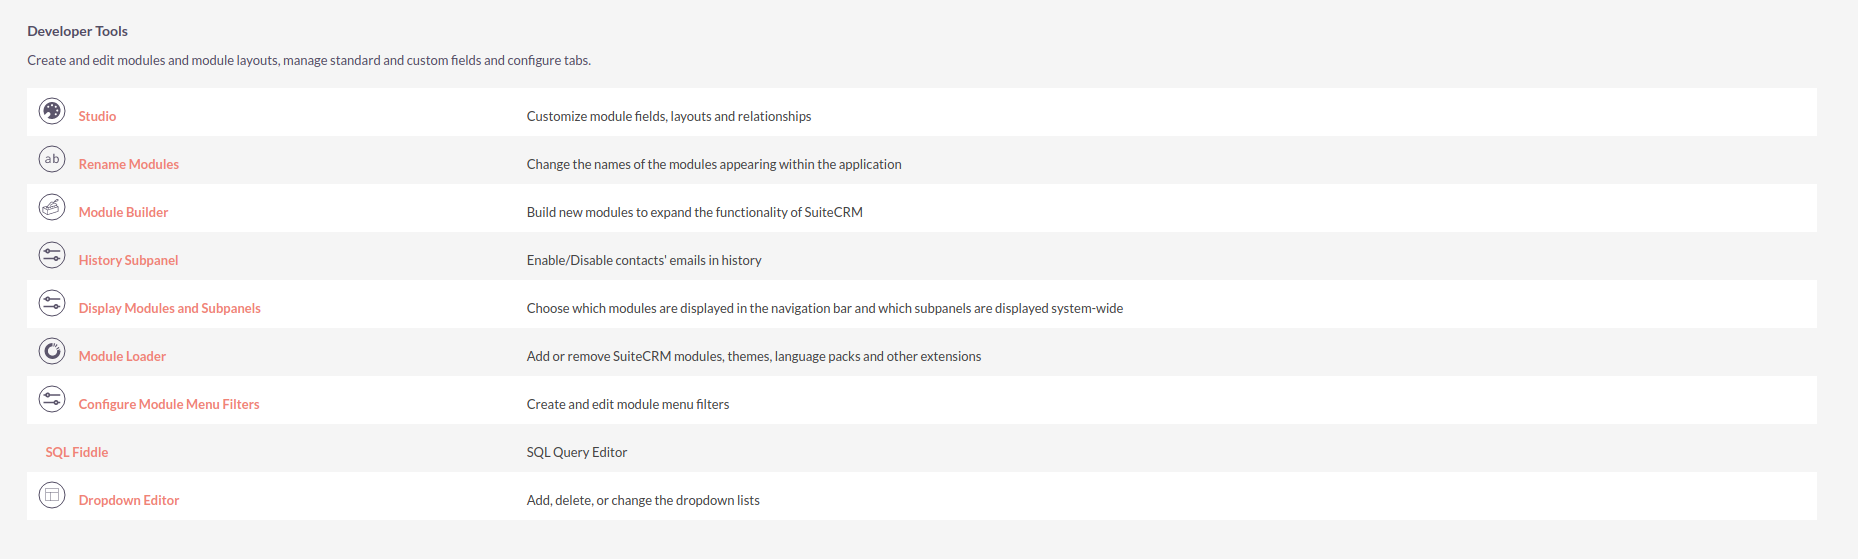 Developer Tools
Create and edit modules and module layouts, manage standard and custom fields and configure tabs.
Studio Customize module fields, layouts and relationships
ab Rename Modules Change the names of the modules appearing within the application
Module Builder Build new modules to expand the functionality of SuiteCRM
History Subpanel Enable/Disable contacts' emails in history
Display Modules and Subpanels Choose which modules are displayed in the navigation bar and which subpanels are displayed system-wide
Module Loader Add or remove SuiteCRM modules, themes, language packs and other extensions
Configure Module Menu Filters Create and edit module menu filters
SQL Fiddle SQL Query Editor
Dropdown Editor Add, delete, or change the dropdown lists